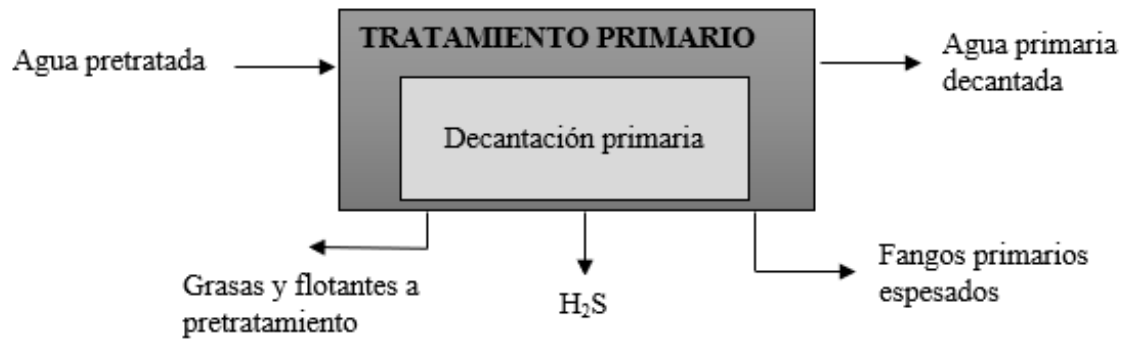 TRATAMIENTO PRIMARIO
Agua pretratada
Agua primaria
decantada
Decantación primaria
Grasas y flotantes a
pretratamiento
H₂S
Fangos primarios
espesados